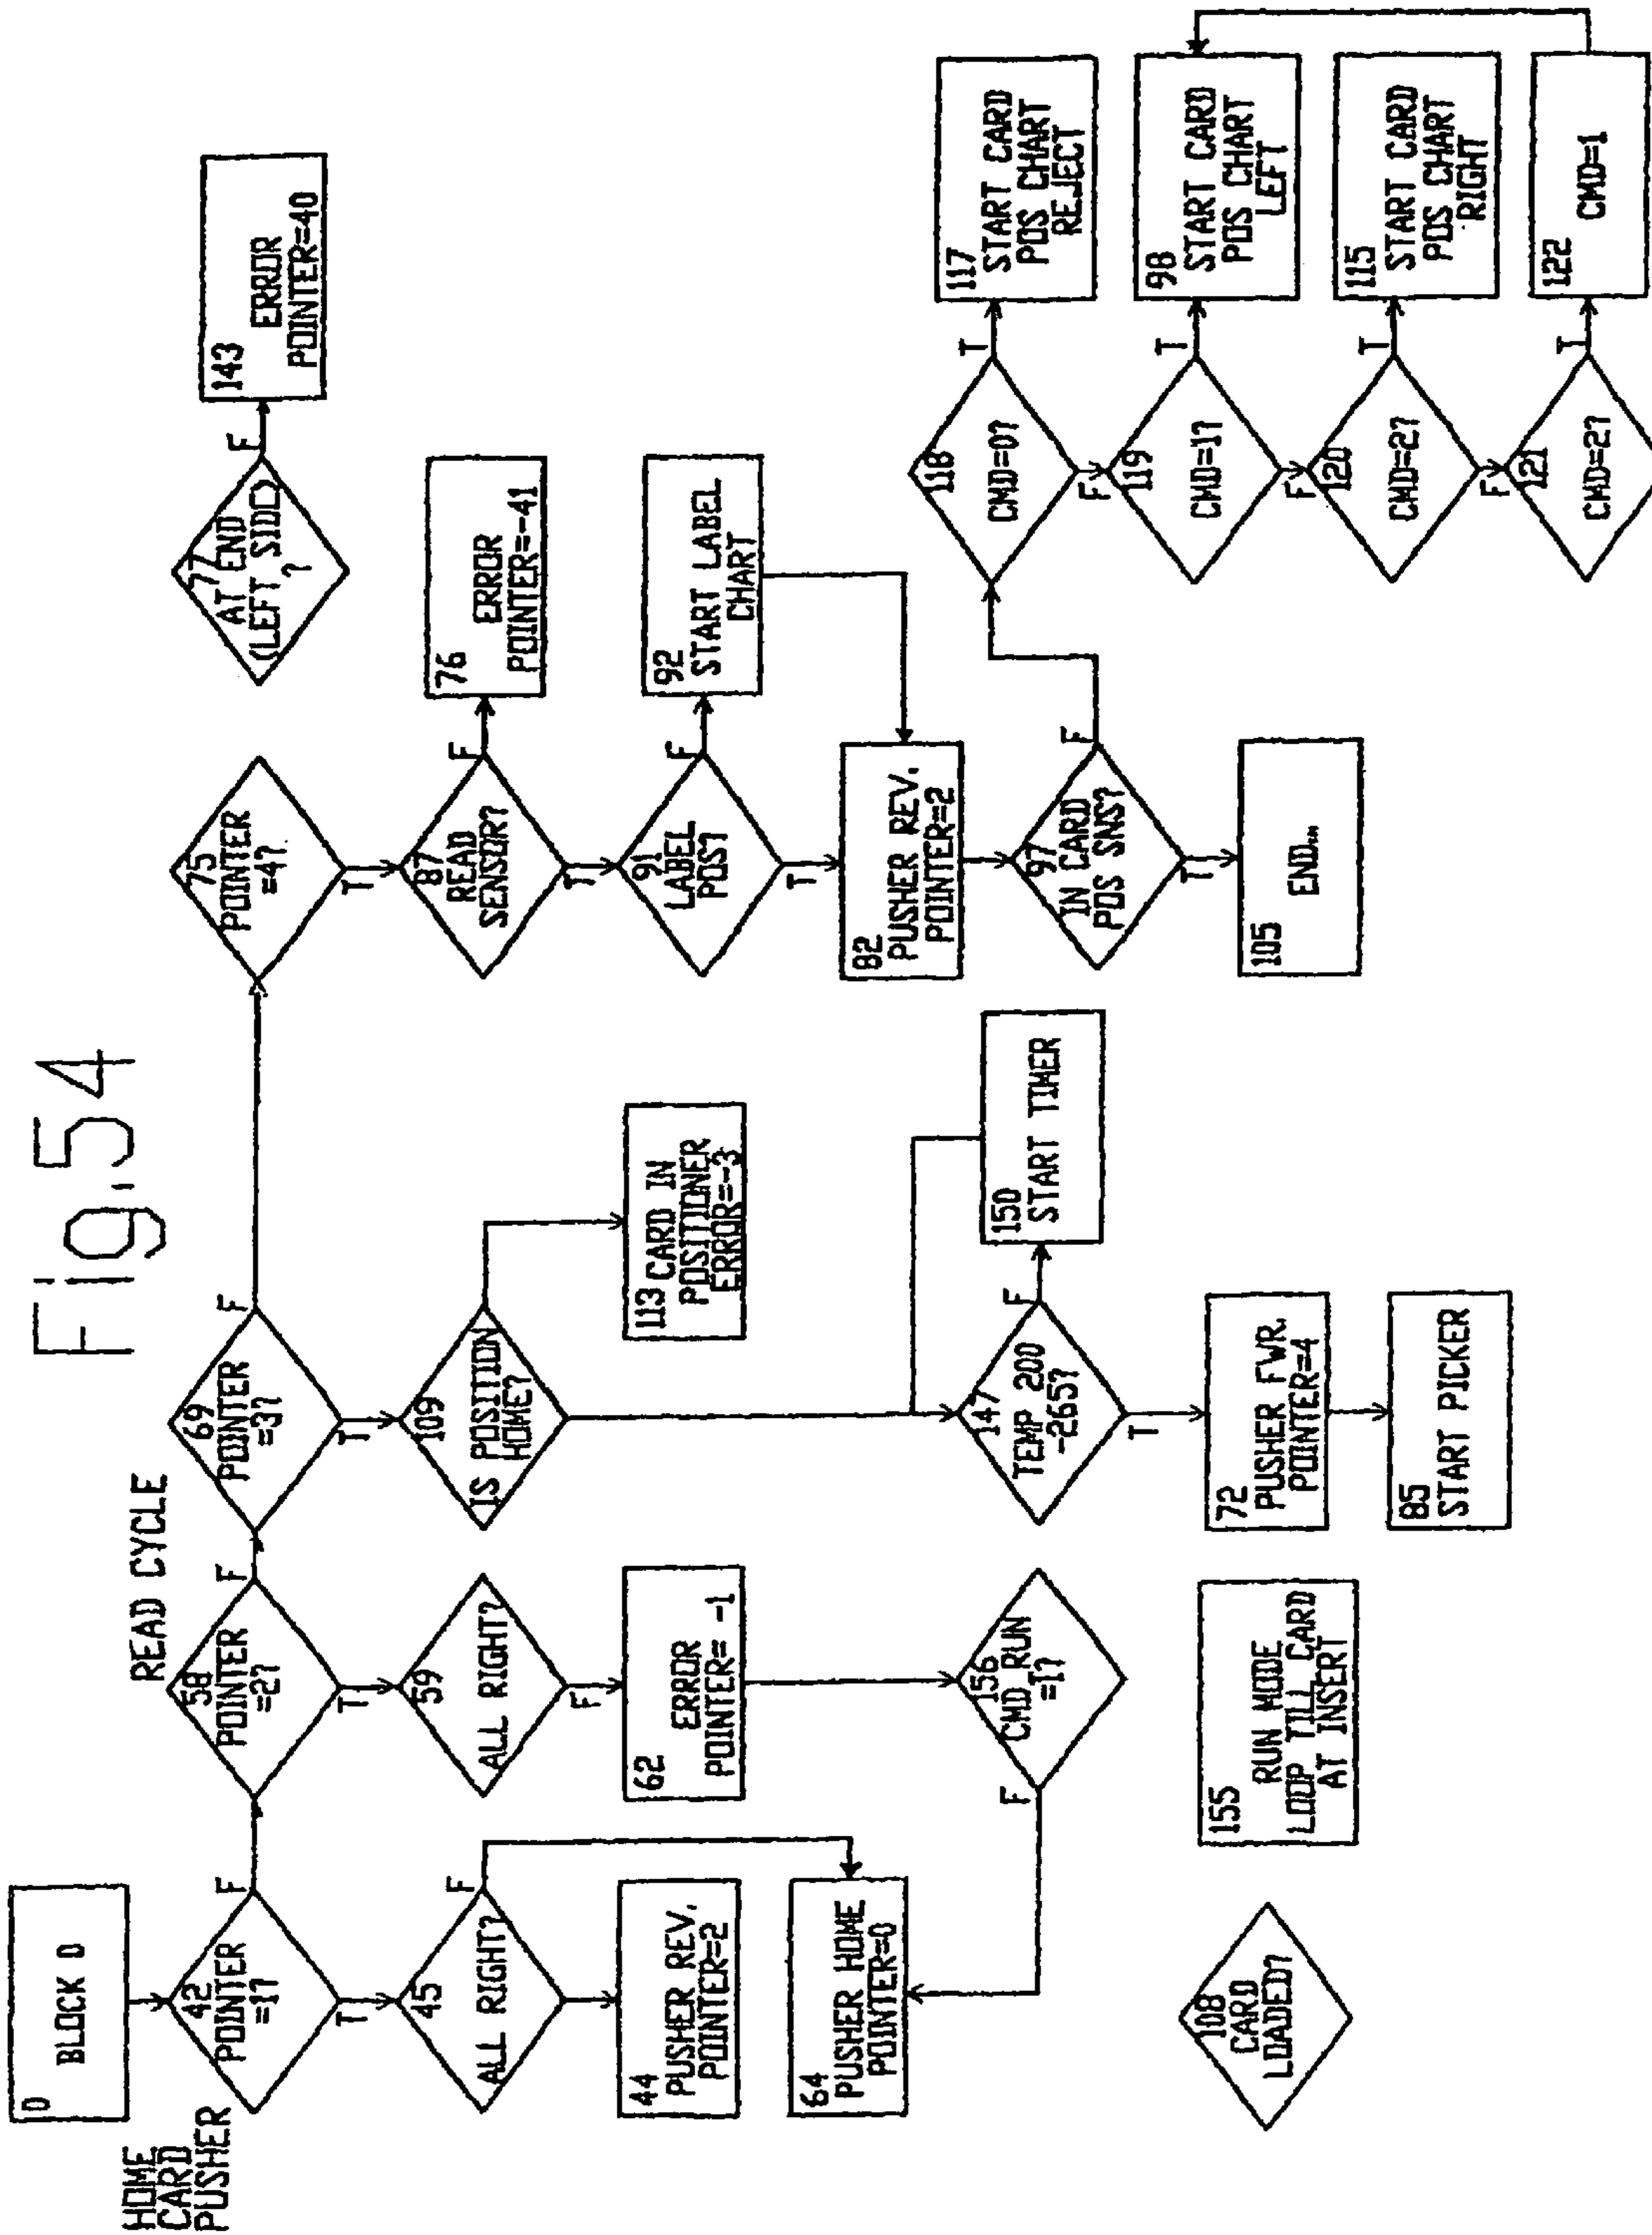 Fig.54
HOME
CARD
PUSHER
READ CYCLE
0
BLOCK 0
42
POINTER
=1?
F
T
45
ALL RIGHT?
F
44
PUSHER REV.
POINTER=2
64
PUSHER HOME
POINTER=0
108
CARD
LOADED?
58
POINTER
=2?
F
T
59
ALL RIGHT?
F
62
ERROR
POINTER= -1
156
CMD RUN
=1?
F
155
RUN MODE
LOOP TILL CARD
AT INSERT
69
POINTER
=3?
F
T
109
IS POSITION
HOME?
113 CARD IN
POSITIONER
ERROR=-3
147
TEMP 200
-265?
F
T
150
START TIMER
72
PUSHER FWR.
POINTER=4
85
START PICKER
75
POINTER
=4?
T
87
READ
SENSOR?
F
T
76
ERROR
POINTER=-41
91
LABEL
POS?
F
T
92
START LABEL
CHART
82
PUSHER REV.
POINTER=2
97
IN CARD
POS SNS?
F
T
105
END...
77
AT END
(LEFT SIDE)
?
F
143
ERROR
POINTER=40
118
CMD=0?
T
F
117
START CARD
POS CHART
REJECT
119
CMD=1?
T
F
98
START CARD
POS CHART
LEFT
120
CMD=2?
T
F
115
START CARD
POS CHART
RIGHT
121
CMD=2?
T
122
CMD=1